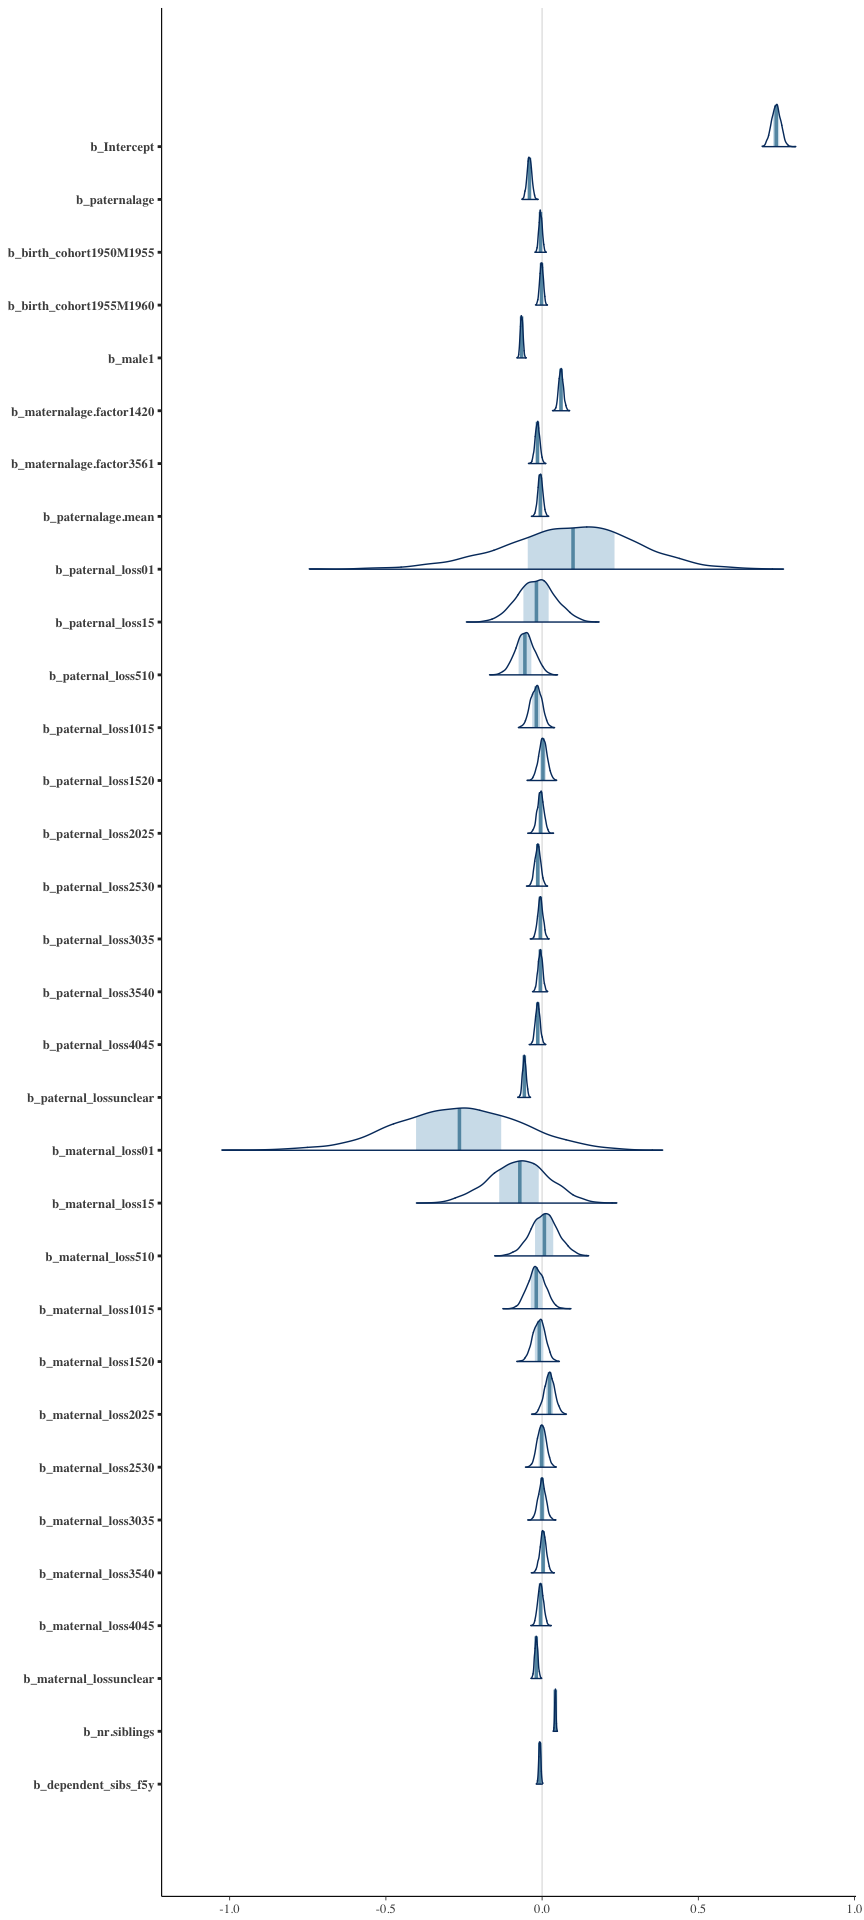 b_Intercept
b_paternalage
b_birth_cohort1950M1955
b_birth_cohort1955M1960
b_male1
b_maternalage.factor1420
b_maternalage.factor3561
b_paternalage.mean
b_paternal_loss01
b_paternal_loss15
b_paternal_loss510
b_paternal_loss1015
b_paternal_loss1520
b_paternal_loss2025
b_paternal_loss2530
b_paternal_loss3035
b_paternal_loss3540
b_paternal_loss4045
b_paternal_lossunclear
b_maternal_loss01
b_maternal_loss15
b_maternal_loss510
b_maternal_loss1015
b_maternal_loss1520
b_maternal_loss2025
b_maternal_loss2530
b_maternal_loss3035
b_maternal_loss3540
b_maternal_loss4045
b_maternal_lossunclear
b_nr.siblings
b_dependent_sibs_f5y
-1.0 -0.5 0.0 0.5 1.0